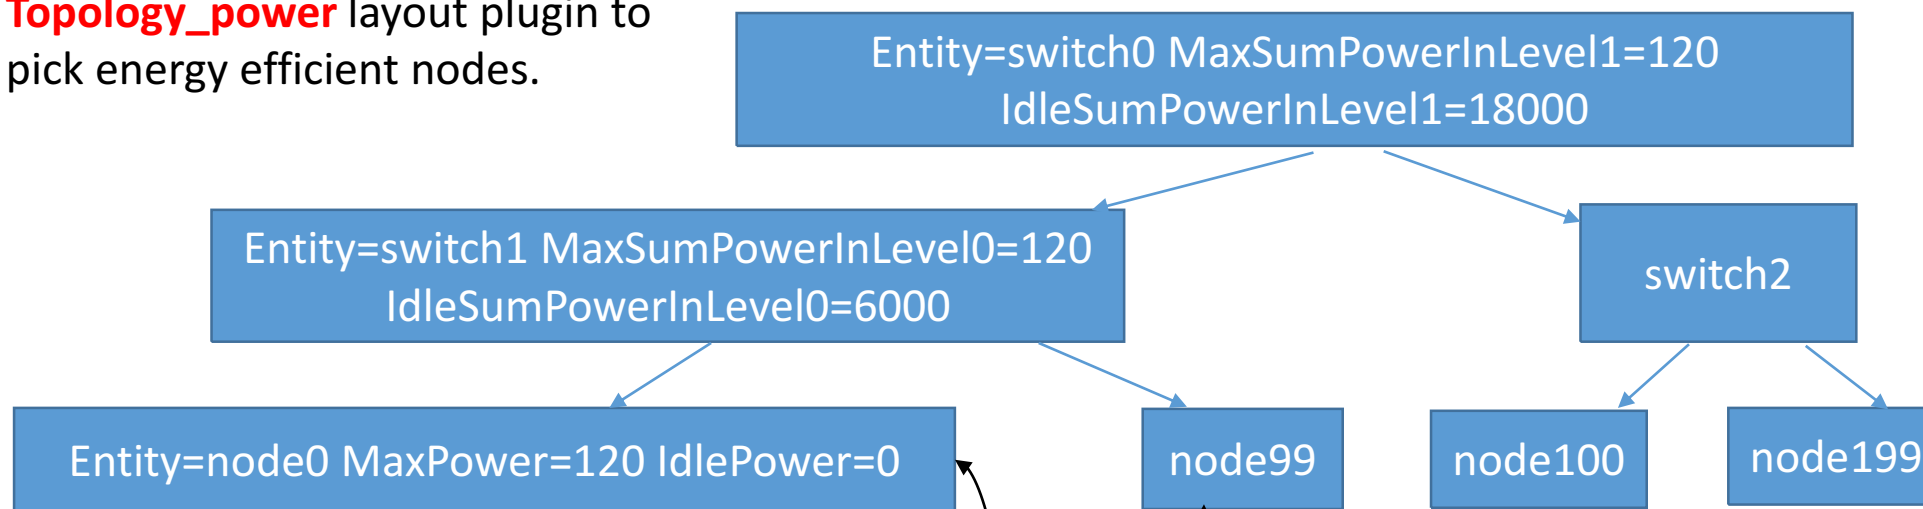 Topology_power layout plugin to
pick energy efficient nodes.
Entity=switch0 MaxSumPowerInLevel1=120
IdleSumPowerInLevel1=18000
Entity=switch1 MaxSumPowerInLevel0=120
IdleSumPowerInLevel0=6000
switch2
Entity=node0 MaxPower=120 IdlePower=0
node99
node100
node199